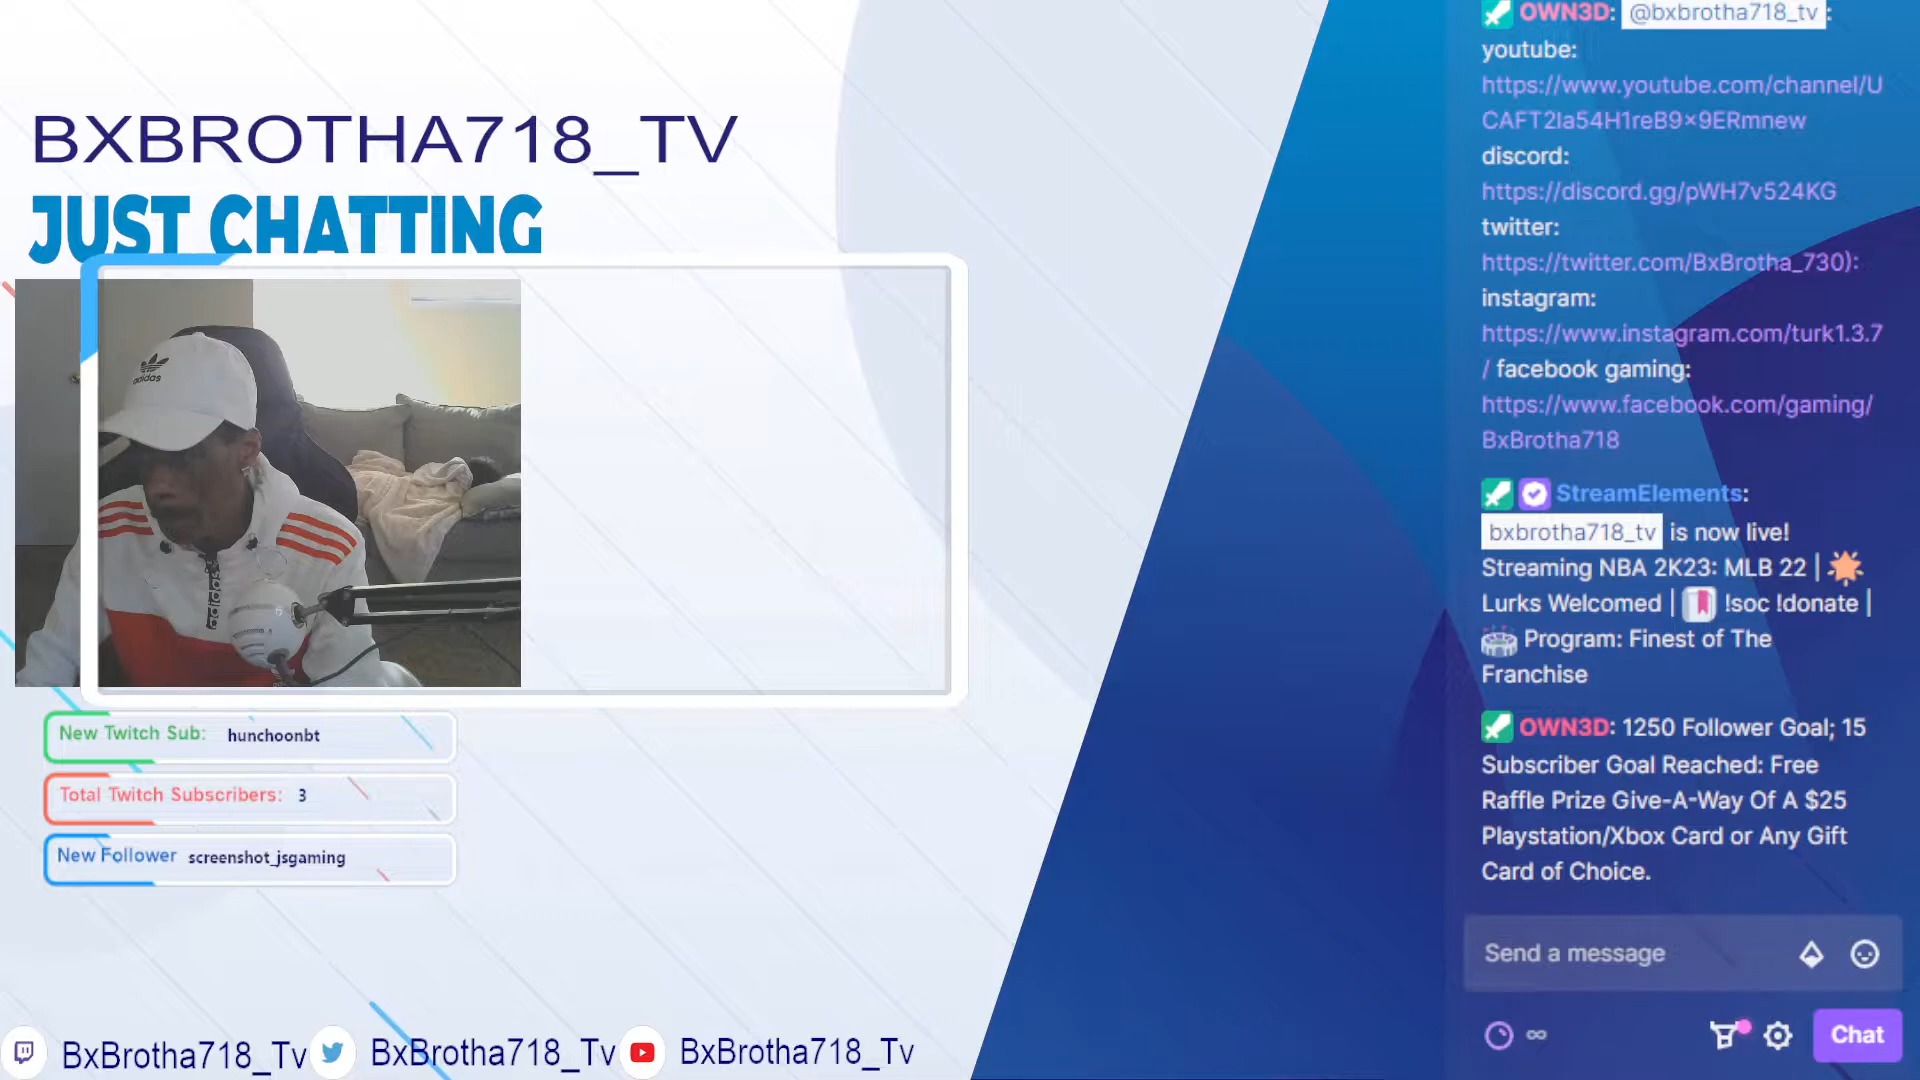 BXBROTHA718_TV
JUST CHATTING
adidas
adidas
New Twitch Sub: hunchoonbt
Total Twitch Subscribers: 3
New Follower screenshot_jsgaming
BxBrotha718_Tv BxBrotha718_Tv BxBrotha718_Tv
OWN3D: @bxbrotha718_tv:
youtube:
https://www.youtube.com/channel/U
CAFT2Ia54H1reB9x9ERmnew
discord:
https://discord.gg/pWH7v524KG
twitter:
https://twitter.com/BxBrotha_730):
instagram:
https://www.instagram.com/turk1.3.7
/ facebook gaming:
https://www.facebook.com/gaming/
BxBrotha718
StreamElements:
bxbrotha718_tv is now live!
Streaming NBA 2K23: MLB 22 |
Lurks Welcomed | !soc !donate |
Program: Finest of The
Franchise
OWN3D: 1250 Follower Goal; 15
Subscriber Goal Reached: Free
Raffle Prize Give-A-Way Of A $25
Playstation/Xbox Card or Any Gift
Card of Choice.
Send a message
Chat